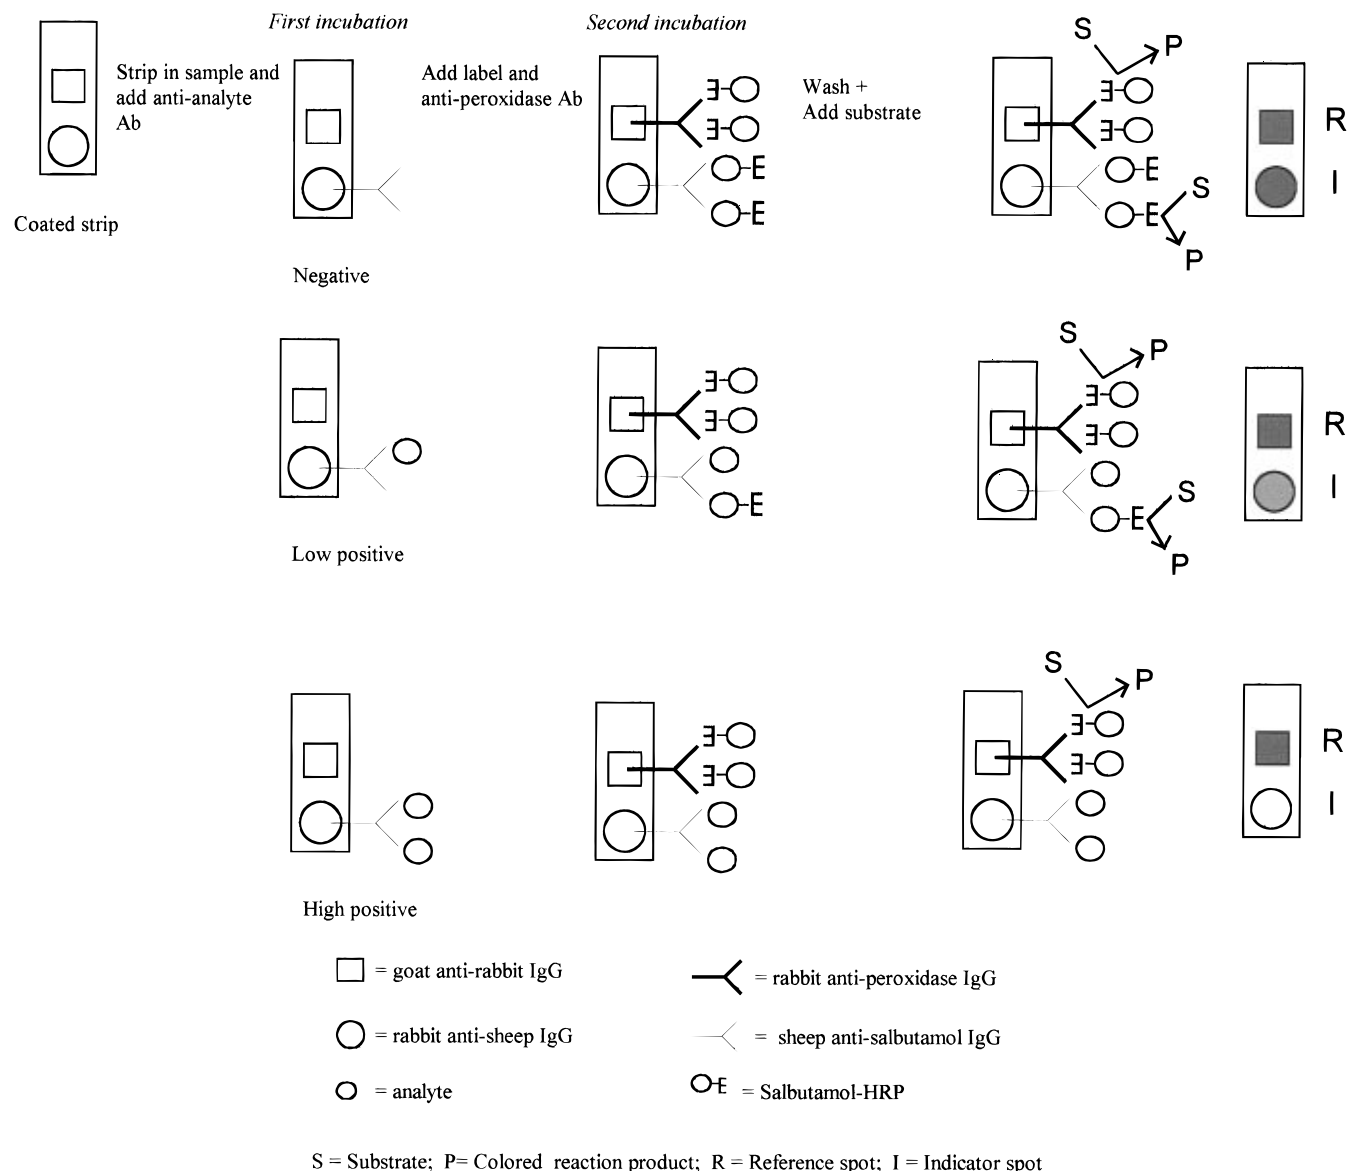 First incubation
Second incubation
Strip in sample and
add anti-analyte
Ab
Add label and
anti-peroxidase Ab
Wash +
Add substrate
S
P
E
E
E
E
S
P
E
E
E
E
S
P
R
I
Coated strip
Negative
E
E
E
S
P
E
E
E
S
P
R
I
Low positive
E
E
S
P
E
E
R
I
High positive
= goat anti-rabbit IgG
= rabbit anti-peroxidase IgG
= rabbit anti-sheep IgG
= sheep anti-salbutamol IgG
= analyte
E = Salbutamol-HRP
S = Substrate; P= Colored reaction product; R = Reference spot; I = Indicator spot